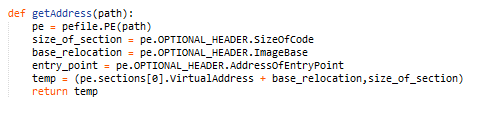 def getAddress(path):
    pe = pefile.PE(path)
    size_of_section = pe.OPTIONAL_HEADER.SizeOfCode
    base_relocation = pe.OPTIONAL_HEADER.ImageBase
    entry_point = pe.OPTIONAL_HEADER.AddressOfEntryPoint
    temp = (pe.sections[0].VirtualAddress + base_relocation,size_of_section)
    return temp